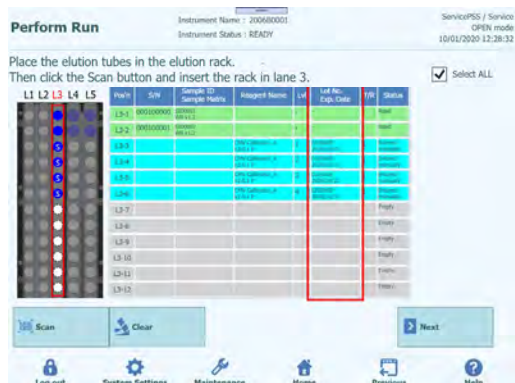 Perform Run
Instrument Name : 200680001
Instrument Status : READY
ServicePSS / Service
OPEN mode
10/01/2020 12:28:32
Place the elution tubes in the elution rack.
Then click the Scan button and insert the rack in lane 3.
Select ALL
L1 L2 L3 L4 L5
Pos'n S/N Sample ID Sample Matrix Reagent Name Lvl Lot No. Exp. Date T/R Status
L3-1 000100000
L3-2 000100001
L3-3
L3-4
L3-5
L3-6
L3-7 Empty
L3-8 Empty
L3-9 Empty
L3-10 Empty
L3-11 Empty
L3-12 Empty
Scan
Clear
Next
Log out
System Settings
Maintenance
Home
Previous
Help